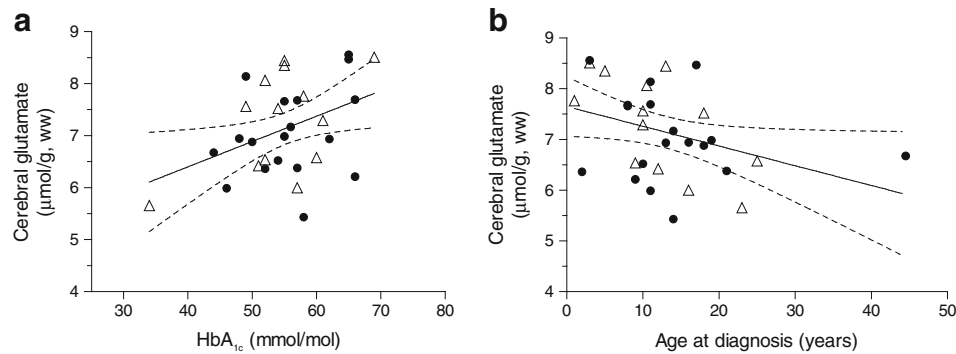 a
Cerebral glutamate
(μmol/g, ww)
9
8
7
6
5
4
30 40 50 60 70 80
HbA1c (mmol/mol)
b
Cerebral glutamate
(μmol/g, ww)
9
8
7
6
5
4
0 10 20 30 40 50
Age at diagnosis (years)